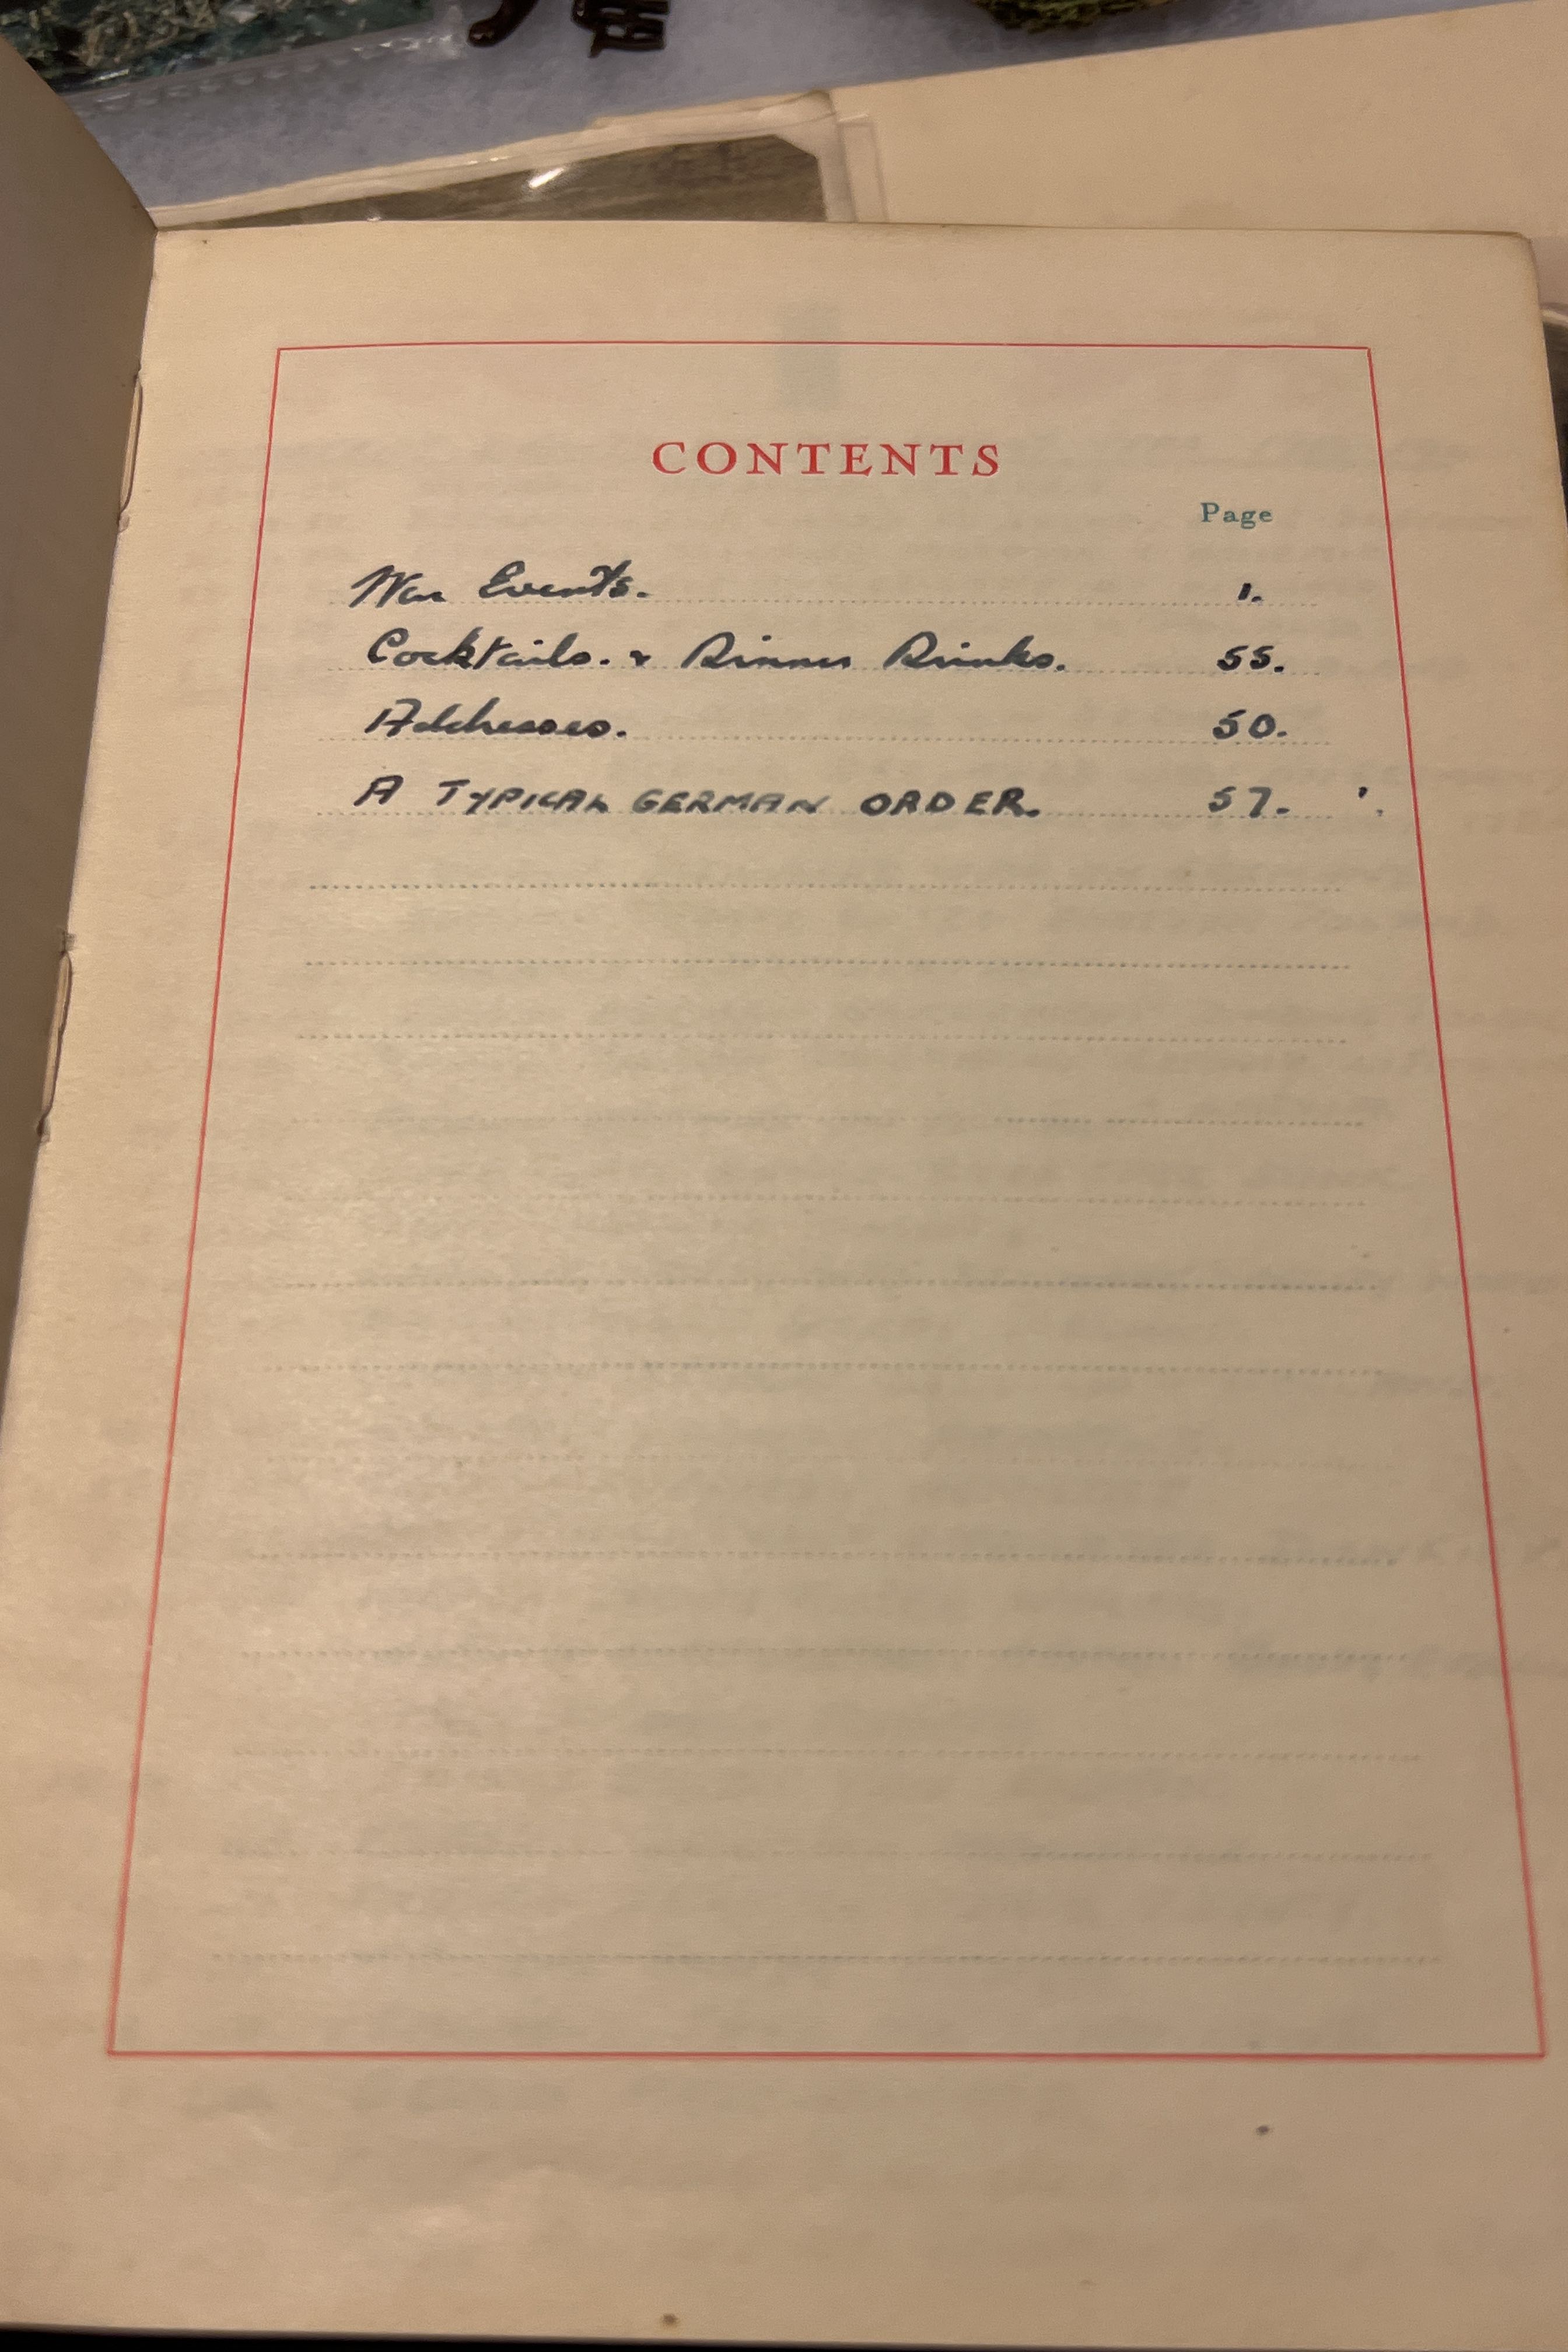 CONTENTS
Page
War Events. 1.
Cocktails. & Dinner Drinks. 55.
Addresses. 50.
A TYPICAL GERMAN ORDER. 57.